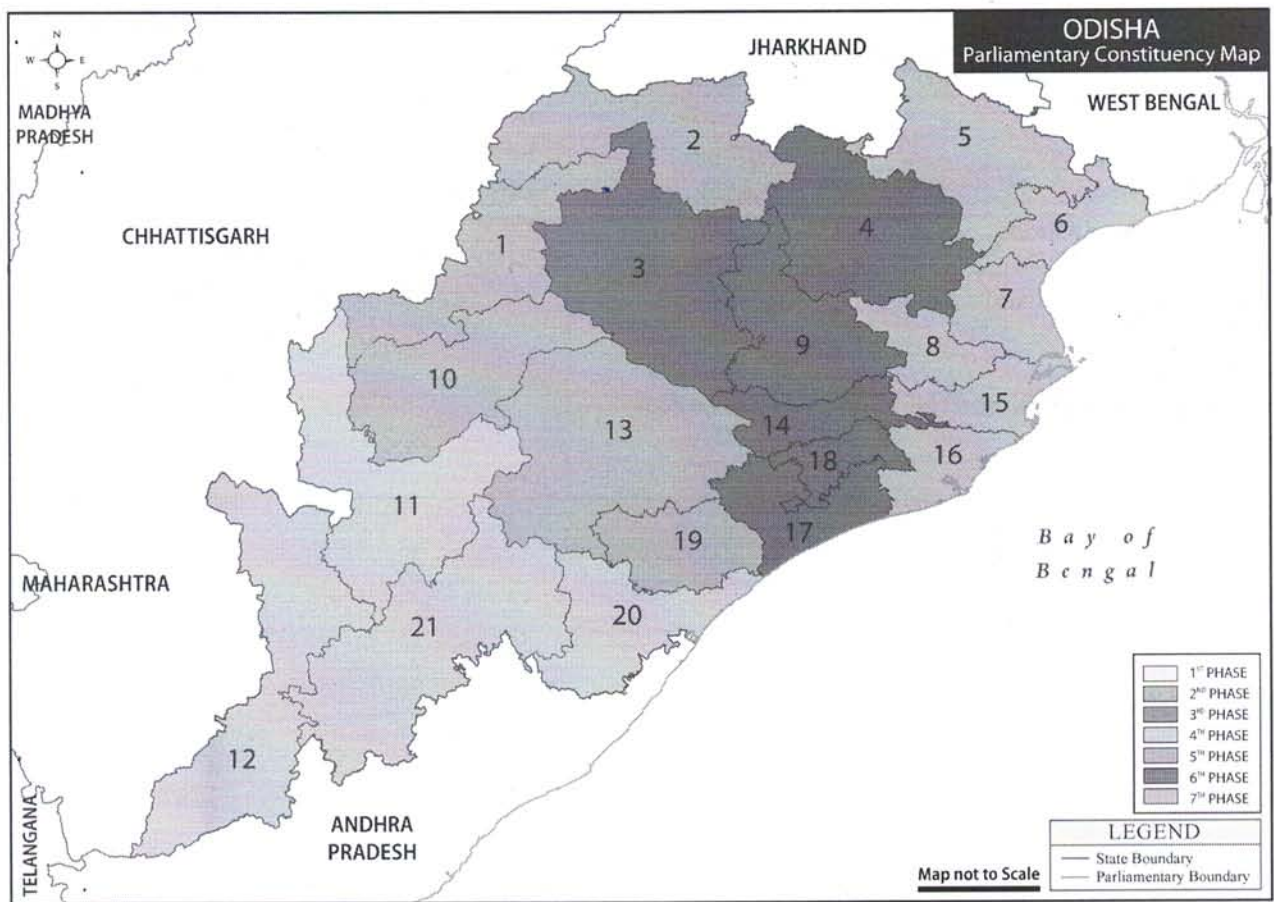 ODISHA
Parliamentary Constituency Map
N
W E
S
JHARKHAND
WEST BENGAL
MADHYA
PRADESH
CHHATTISGARH
MAHARASHTRA
TELANGANA
ANDHRA
PRADESH
Bay of
Bengal
2
5
6
4
1
3
7
9
8
10
15
13
14
16
18
11
17
19
20
21
12
1ST PHASE
2ND PHASE
3RD PHASE
4TH PHASE
5TH PHASE
6TH PHASE
7TH PHASE
LEGEND
State Boundary
Parliamentary Boundary
Map not to Scale